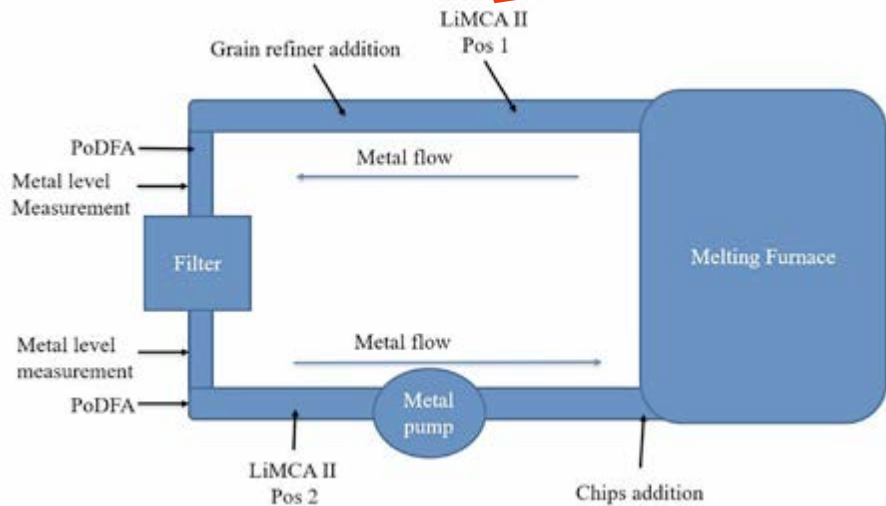 LiMCA II
Pos 1
Grain refiner addition
PoDFA
Metal flow
Metal level
Measurement
Filter
Melting Furnace
Metal level
measurement
Metal flow
PoDFA
Metal
pump
LiMCA II
Pos 2
Chips addition